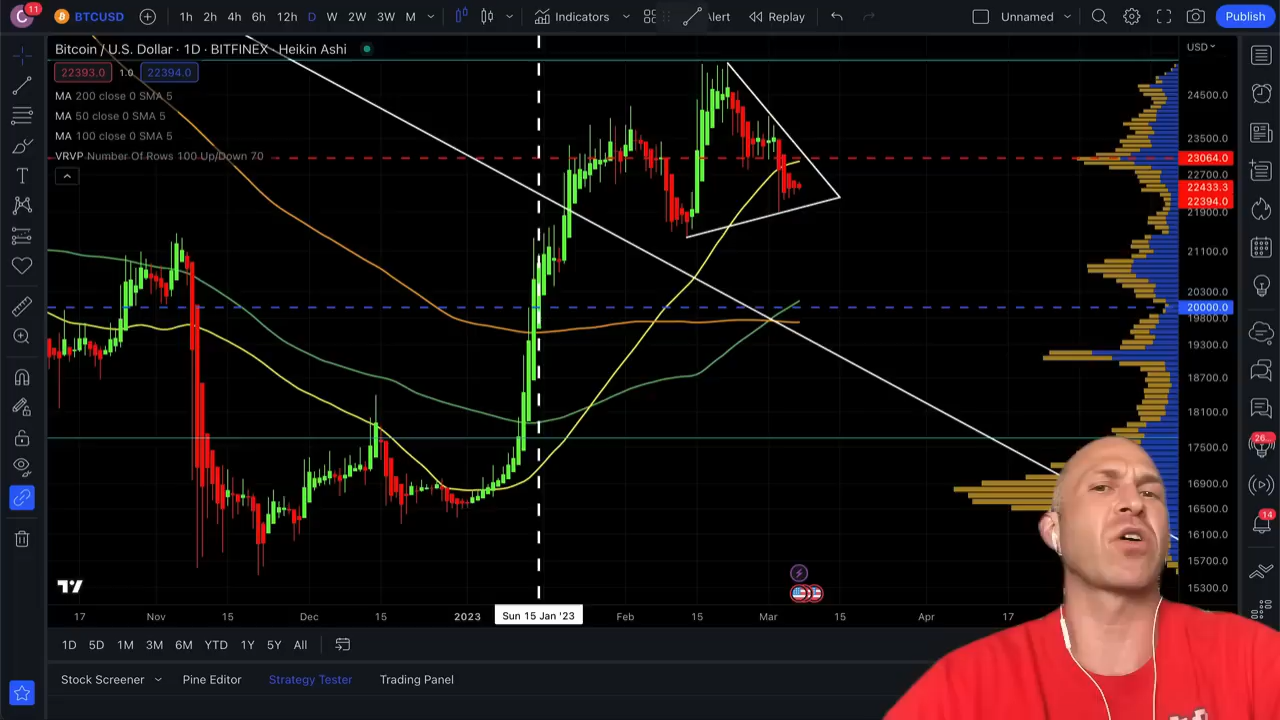 C 11 BTCUSD 1h 2h 4h 6h 12h D W 2W 3W M Indicators Alert Replay Unnamed Publish
Bitcoin / U.S. Dollar · 1D · BITFINEX · Heikin Ashi
USD
22393.0 1.0 22394.0
MA 200 close 0 SMA 5
MA 50 close 0 SMA 5
MA 100 close 0 SMA 5
VRVP Number Of Rows 100 Up/Down 70
24500.0
23500.0
23064.0
22700.0
22433.3
22394.0
21900.0
21100.0
20300.0
20000.0
19800.0
19300.0
18700.0
18100.0
17500.0
16900.0
16500.0
16100.0
15700.0
15300.0
26
14
17 Nov 15 Dec 15 2023 Sun 15 Jan '23 Feb 15 Mar 15 Apr 17
1D 5D 1M 3M 6M YTD 1Y 5Y All
Stock Screener Pine Editor Strategy Tester Trading Panel